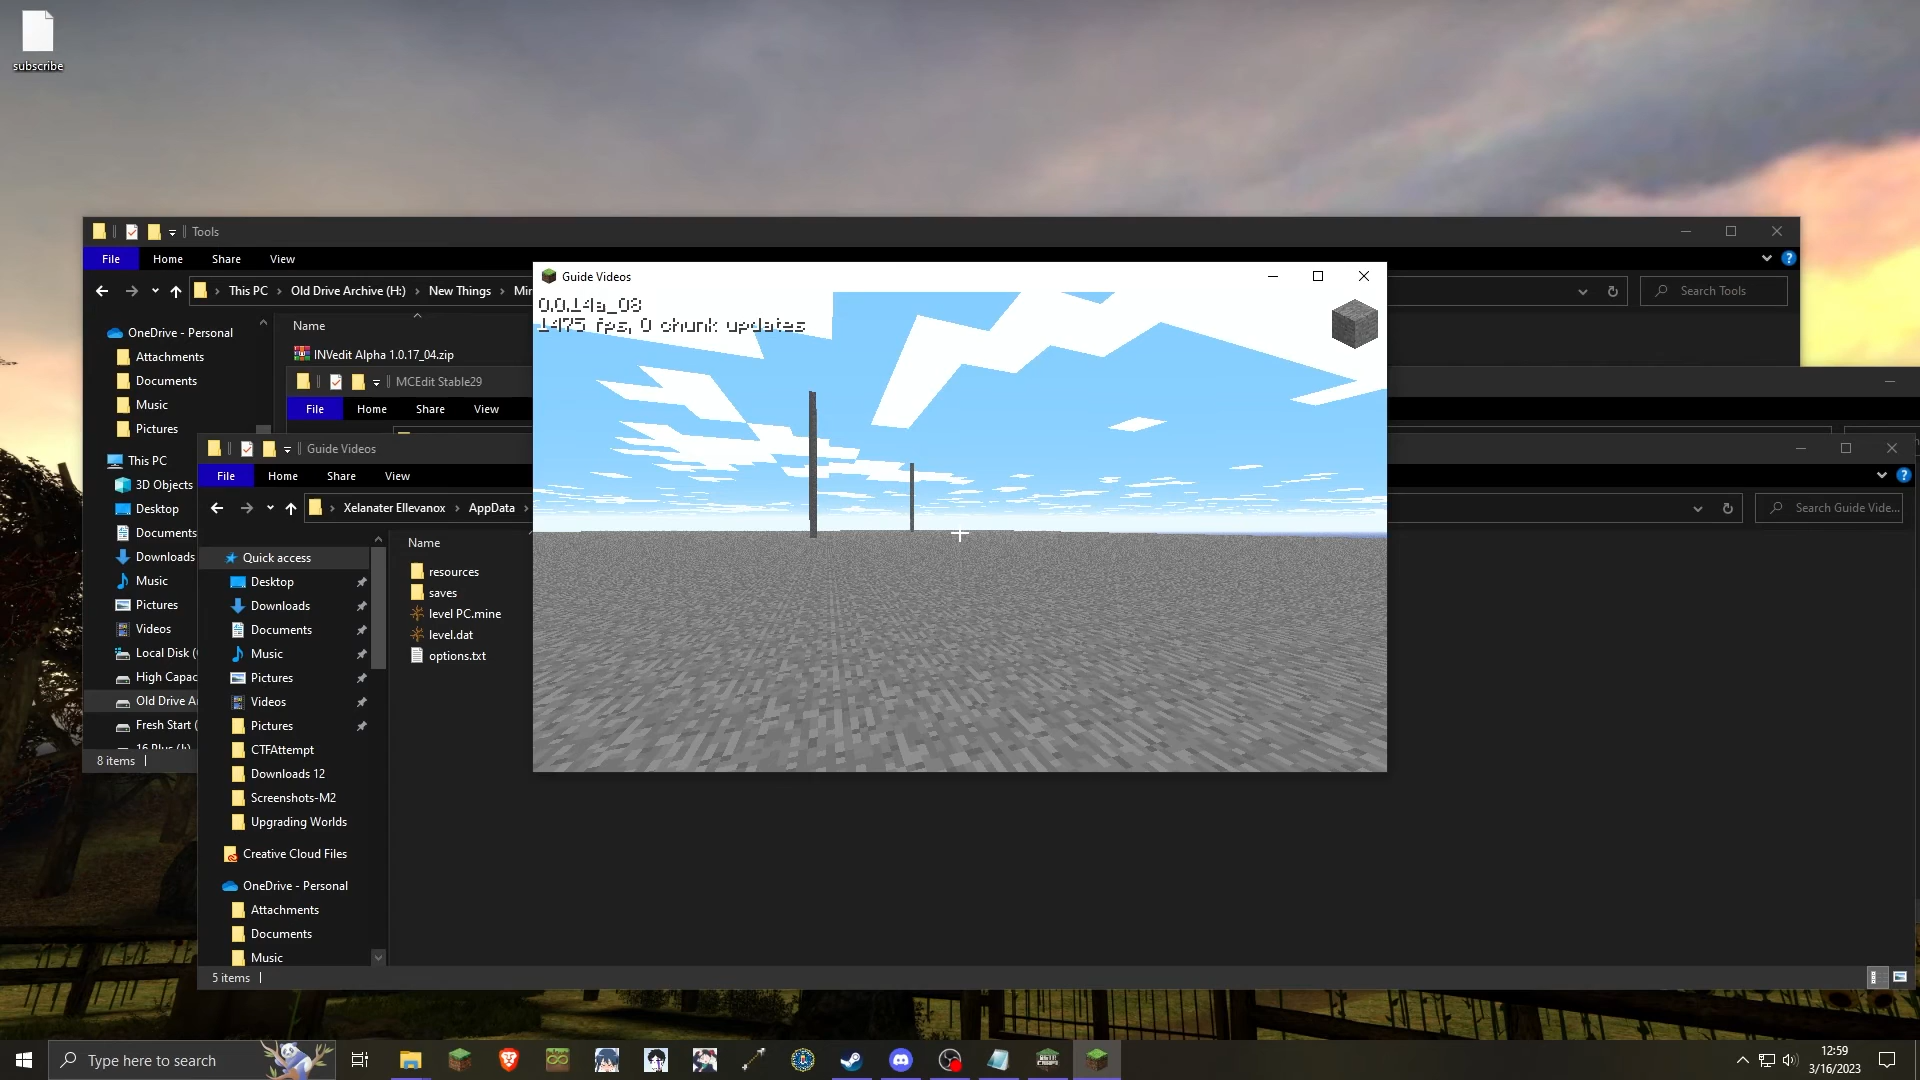 subscribe
Tools
File Home Share View
This PC Old Drive Archive (H:) New Things
Search Tools
OneDrive - Personal
Attachments
Documents
Music
Pictures
This PC
3D Objects
Desktop
Documents
Downloads
Music
Pictures
Videos
Local Disk
Old Drive
Fresh Start
8 items
Name
INVedit Alpha 1.0.17_04.zip
MCEdit Stable29
File Home Share View
Guide Videos
File Home Share View
Xelanater Ellevanox AppData
Search Guide Vide...
Quick access
Desktop
Downloads
Documents
Music
Pictures
Videos
Pictures
CTFAttempt
Downloads 12
Screenshots-M2
Upgrading Worlds
Creative Cloud Files
OneDrive - Personal
Attachments
Documents
Music
5 items
Name
resources
saves
level PC.mine
level.dat
options.txt
Guide Videos
0.0.14a_08
1475 fps, 0 chunk updates
Type here to search
12:59
3/16/2023